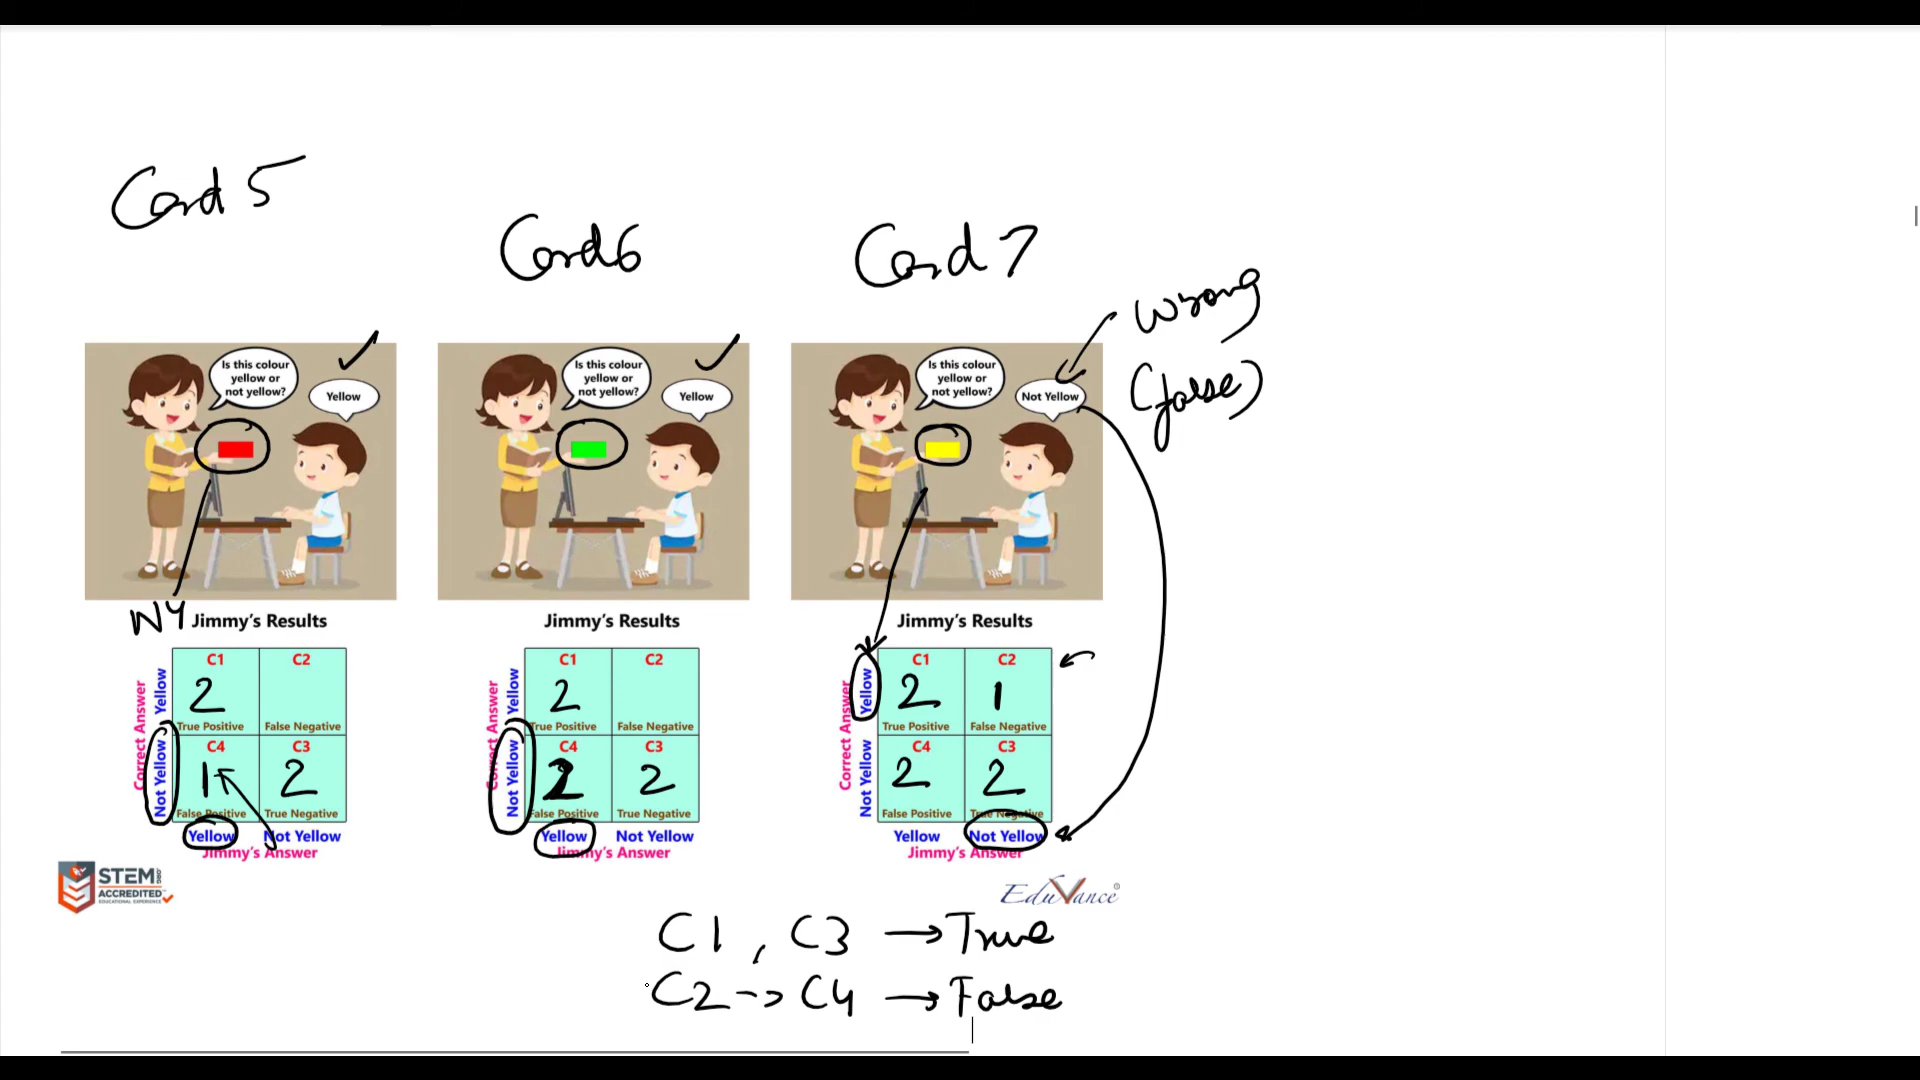 Card 5
Card 6
Card 7
Wrong
(false)
Is this colour
yellow or
not yellow?
Yellow
Is this colour
yellow or
not yellow?
Yellow
Is this colour
yellow or
not yellow?
Not Yellow
NY
Jimmy's Results
Correct Answer
Yellow
Not Yellow
C1
2
True Positive
C2
False Negative
C4
1
False Positive
C3
2
True Negative
Yellow
Not Yellow
Jimmy's Answer
Jimmy's Results
Correct Answer
Yellow
Not Yellow
C1
2
True Positive
C2
False Negative
C4
2
False Positive
C3
2
True Negative
Yellow
Not Yellow
Jimmy's Answer
Jimmy's Results
Correct Answer
Yellow
Not Yellow
C1
2
True Positive
C2
1
False Negative
C4
2
False Positive
C3
2
True Negative
Yellow
Not Yellow
Jimmy's Answer
STEM
ACCREDITED
EDUCATIONAL EXPERIENCE
EduVance
C1 , C3 → True
C2 -> C4 → False